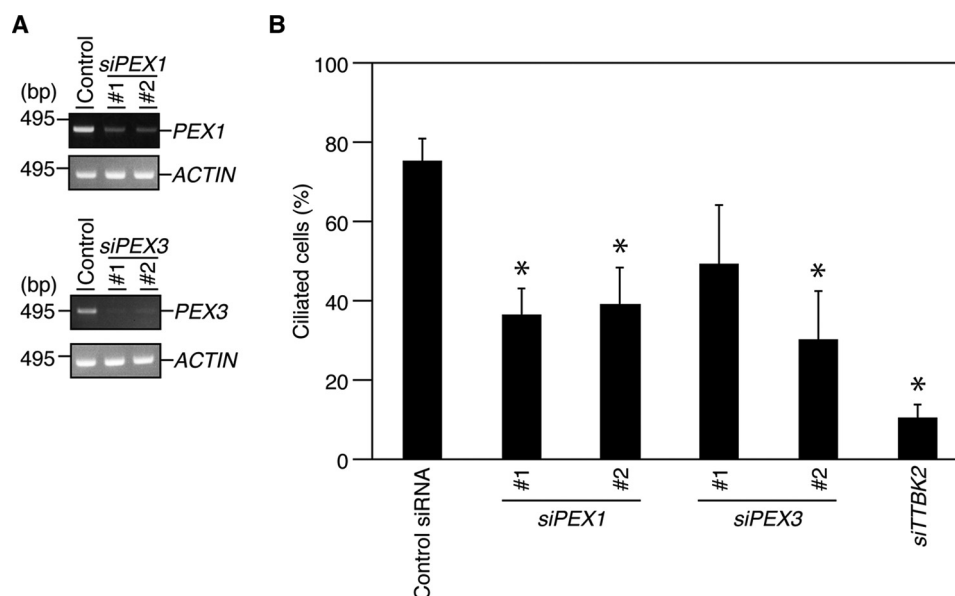 A
Control
siPEX1
#1
#2
(bp)
495
PEX1
495
ACTIN
Control
siPEX3
#1
#2
(bp)
495
PEX3
495
ACTIN
B
Ciliated cells (%)
100
80
60
40
20
0
*
*
*
*
Control siRNA
#1
#2
siPEX1
#1
#2
siPEX3
siTTBK2